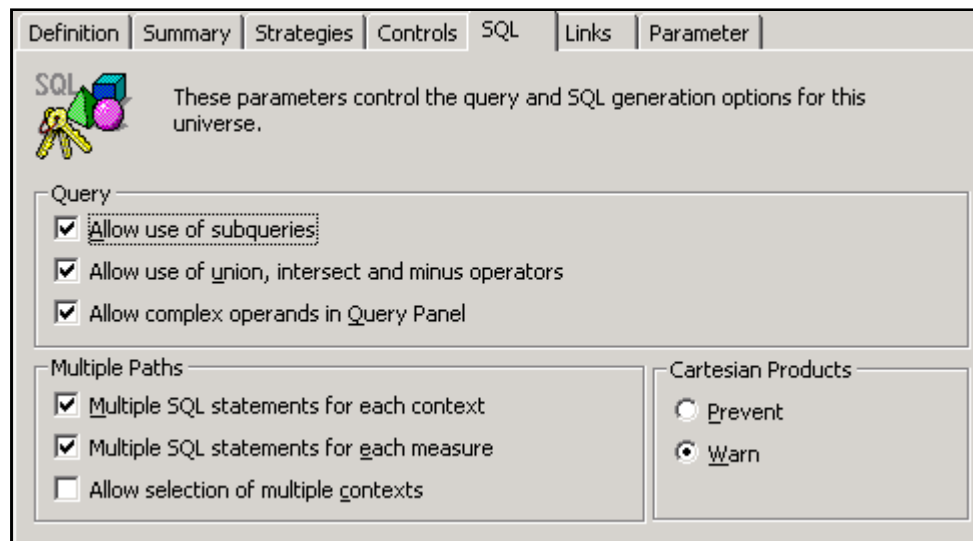 Definition
Summary
Strategies
Controls
SQL
Links
Parameter
SQL
These parameters control the query and SQL generation options for this
universe.
Query
Allow use of subqueries
Allow use of union, intersect and minus operators
Allow complex operands in Query Panel
Multiple Paths
Multiple SQL statements for each context
Multiple SQL statements for each measure
Allow selection of multiple contexts
Cartesian Products
Prevent
Warn